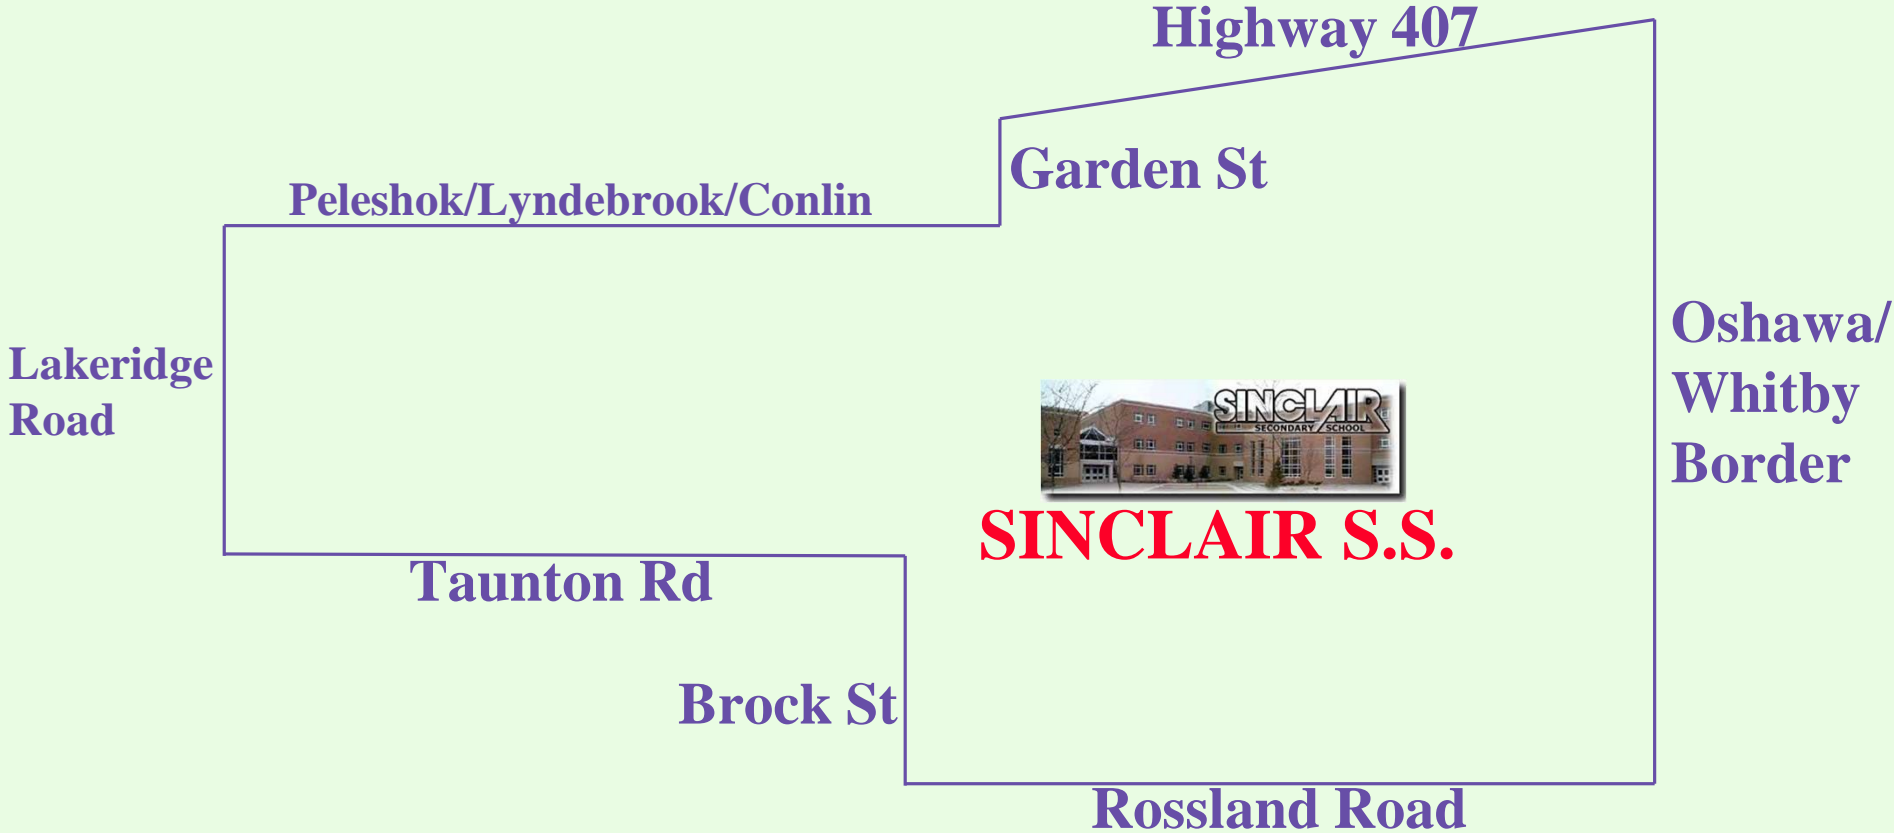 Highway 407
Garden St
Peleshok/Lyndebrook/Conlin
Oshawa/
Whitby
Border
Lakeridge
Road
SINCLAIR
SECONDARY SCHOOL
SINCLAIR S.S.
Taunton Rd
Brock St
Rossland Road